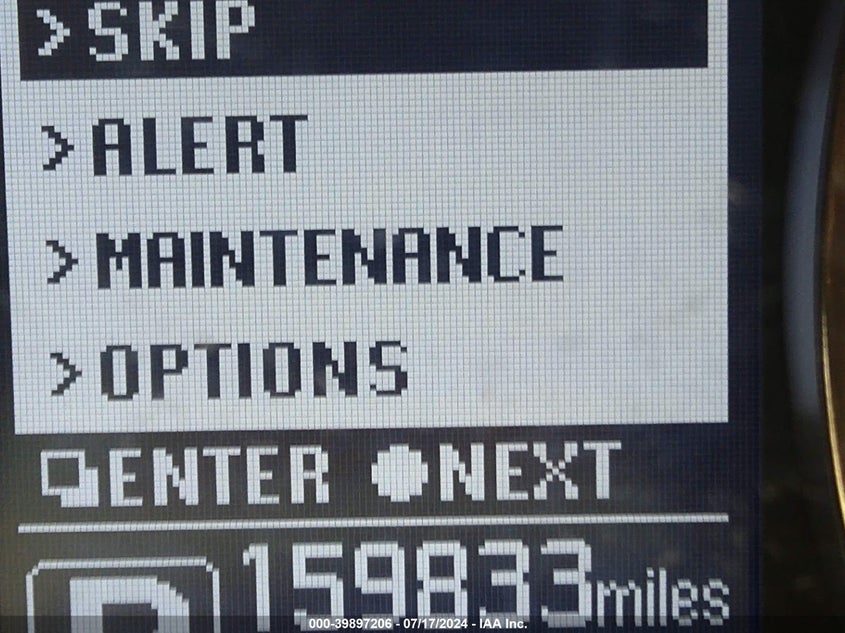 >SKIP
>ALERT
>MAINTENANCE
>OPTIONS
ENTER ●NEXT
P 159833miles
000-39897206 - 07/17/2024 - IAA Inc.